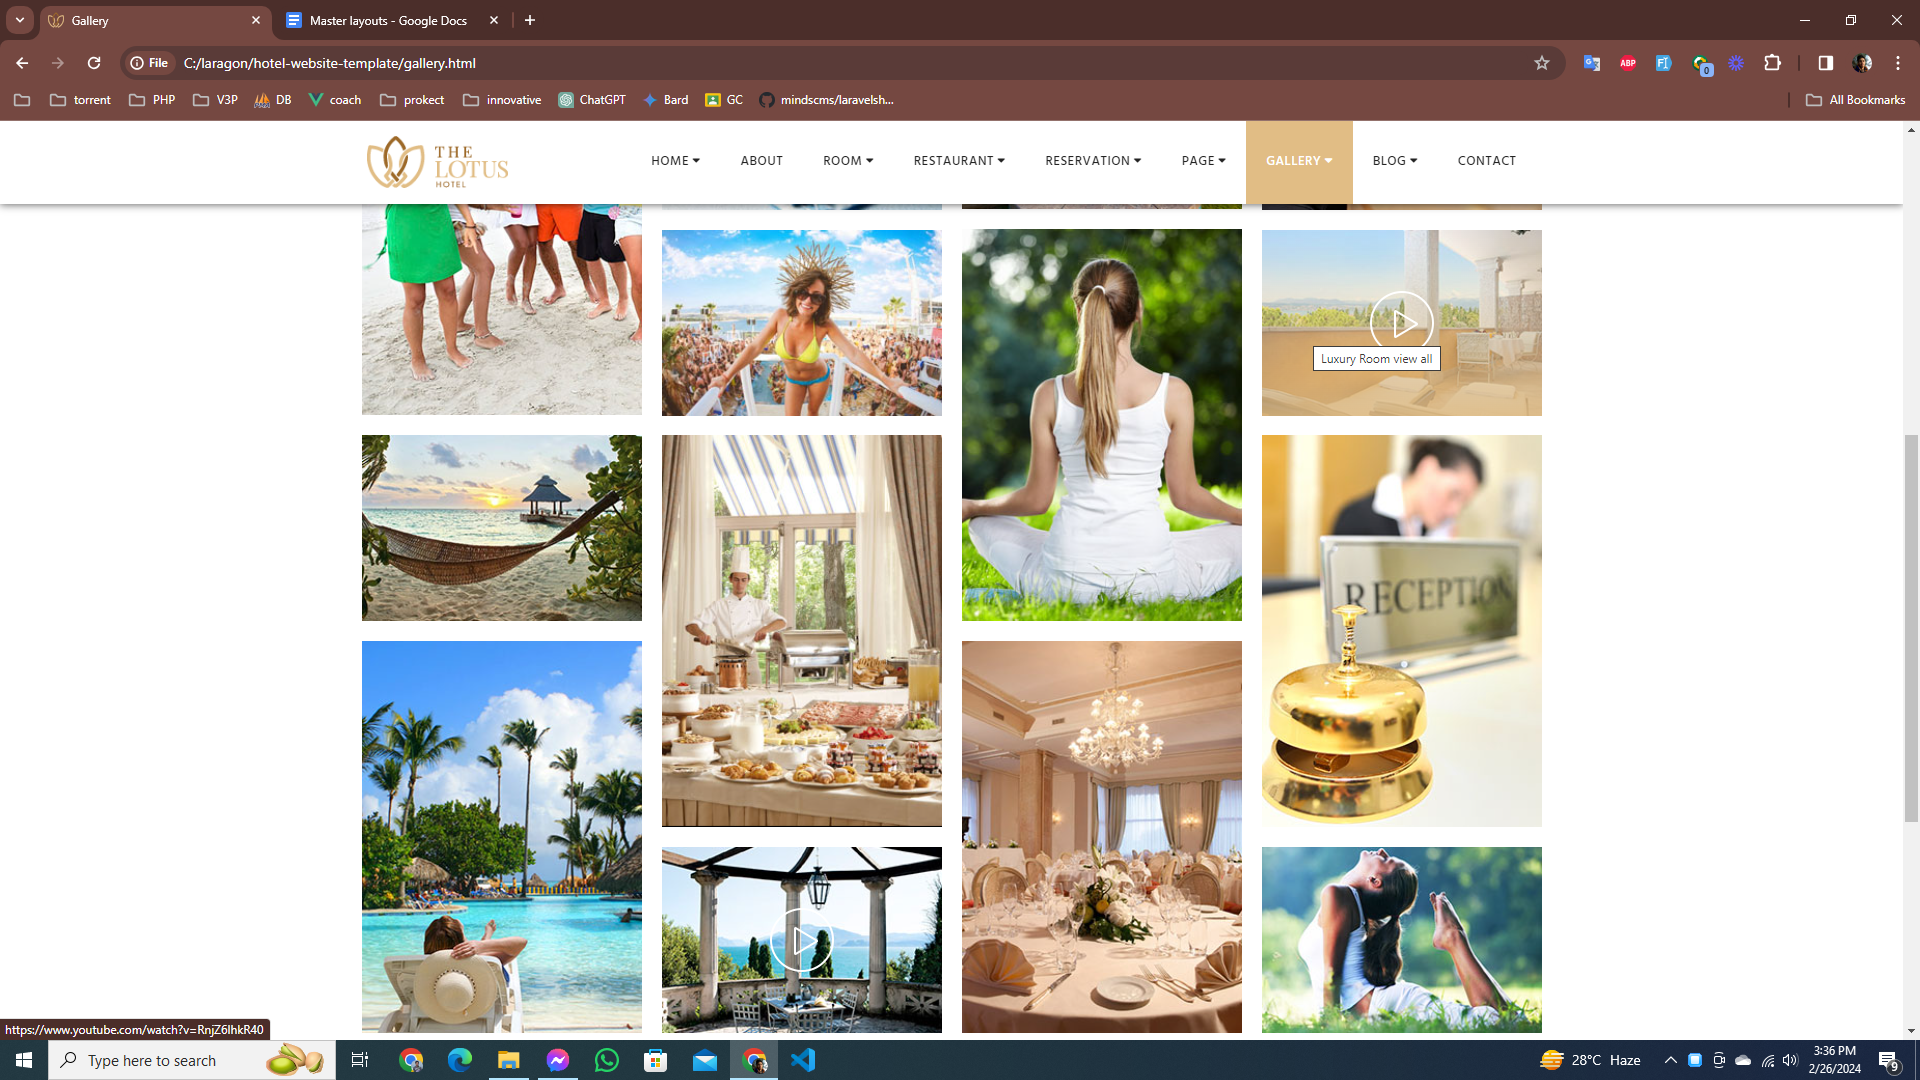 Gallery
Master layouts - Google Docs
File
C:/laragon/hotel-website-template/gallery.html
ABP
0
torrent
PHP
V3P
DB
coach
prokect
innovative
ChatGPT
Bard
GC
mindscms/laravelsh...
All Bookmarks
THE
LOTUS
HOTEL
HOME
ABOUT
ROOM
RESTAURANT
RESERVATION
PAGE
GALLERY
BLOG
CONTACT
Luxury Room view all
RECEPTION
https://www.youtube.com/watch?v=RnjZ6lhkR40
Type here to search
28°C Haze
3:36 PM
2/26/2024
9